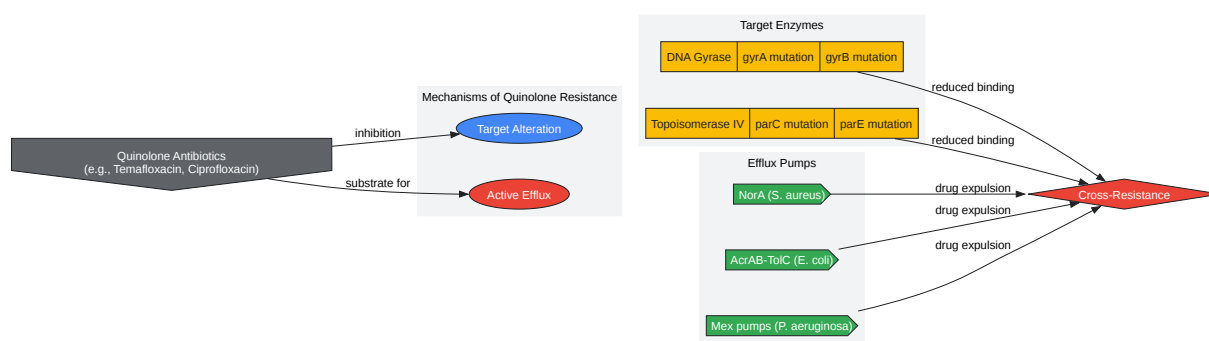 Quinolone Antibiotics
(e.g., Temafloxacin, Ciprofloxacin)
inhibition
substrate for
Mechanisms of Quinolone Resistance
Target Alteration
Active Efflux
Target Enzymes
DNA Gyrase gyrA mutation gyrB mutation
Topoisomerase IV parC mutation parE mutation
Efflux Pumps
NorA (S. aureus)
AcrAB-TolC (E. coli)
Mex pumps (P. aeruginosa)
reduced binding
reduced binding
drug expulsion
drug expulsion
drug expulsion
Cross-Resistance